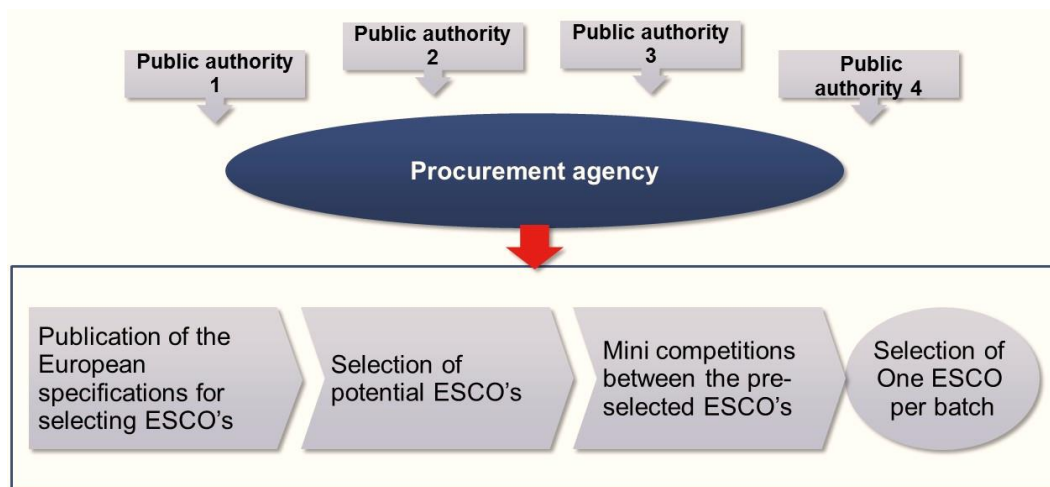 Public authority
1
Public authority
2
Public authority
3
Public
authority 4
Procurement agency
Publication of the
European
specifications for
selecting ESCO's
Selection of
potential ESCO's
Mini competitions
between the pre-
selected ESCO's
Selection of
One ESCO
per batch